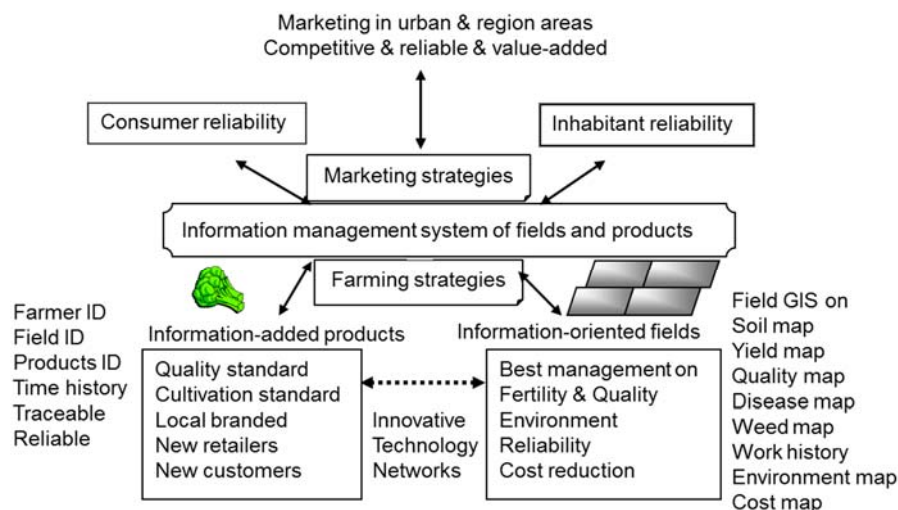 Marketing in urban & region areas
Competitive & reliable & value-added
Consumer reliability
Inhabitant reliability
Marketing strategies
Information management system of fields and products
Farming strategies
Farmer ID
Field ID
Products ID
Time history
Traceable
Reliable
Information-added products
Quality standard
Cultivation standard
Local branded
New retailers
New customers
Innovative
Technology
Networks
Information-oriented fields
Best management on
Fertility & Quality
Environment
Reliability
Cost reduction
Field GIS on
Soil map
Yield map
Quality map
Disease map
Weed map
Work history
Environment map
Cost map